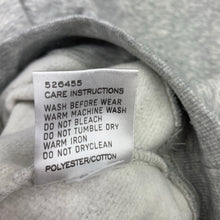 526455
CARE INSTRUCTIONS
WASH BEFORE WEAR
WARM MACHINE WASH
DO NOT BLEACH
DO NOT TUMBLE DRY
WARM IRON
DO NOT DRYCLEAN
POLYESTER/COTTON